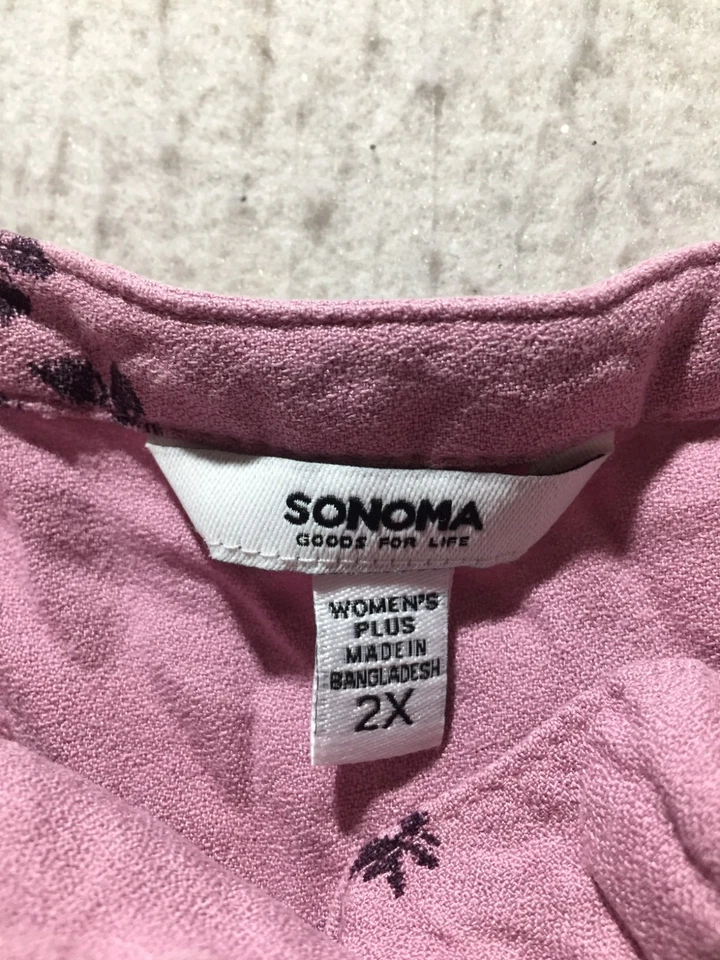 SONOMA
GOODS FOR LIFE
WOMEN'S
PLUS
MADE IN
BANGLADESH
2X